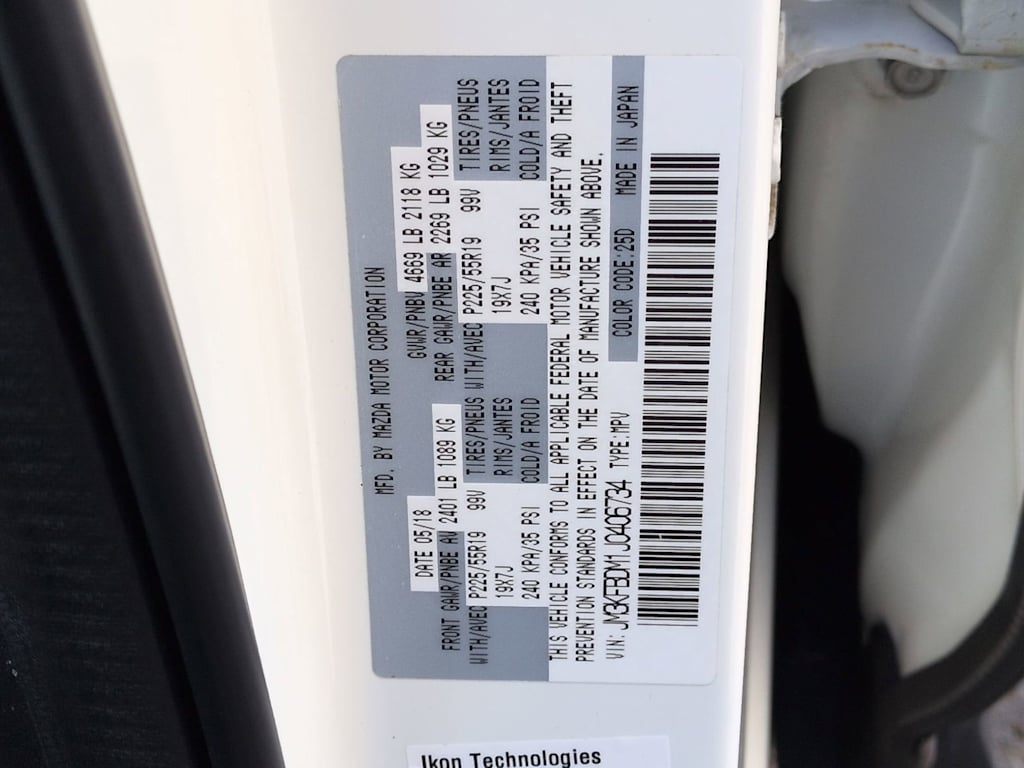 MFD. BY MAZDA MOTOR CORPORATION
DATE 05/18 GVWR/PNBV 4669 LB 2118 KG
FRONT GAWR/PNBE AV 2401 LB 1089 KG REAR GAWR/PNBE AR 2269 LB 1029 KG
WITH/AVEC P225/55R19 99V TIRES/PNEUS WITH/AVEC P225/55R19 99V TIRES/PNEUS
19X7J RIMS/JANTES 19X7J RIMS/JANTES
240 KPA/35 PSI COLD/A FROID 240 KPA/35 PSI COLD/A FROID
THIS VEHICLE CONFORMS TO ALL APPLICABLE FEDERAL MOTOR VEHICLE SAFETY AND THEFT
PREVENTION STANDARDS IN EFFECT ON THE DATE OF MANUFACTURE SHOWN ABOVE.
VIN: JM3KFBDM1J0406734 TYPE:MPV COLOR CODE:25D MADE IN JAPAN
Ikon Technologies